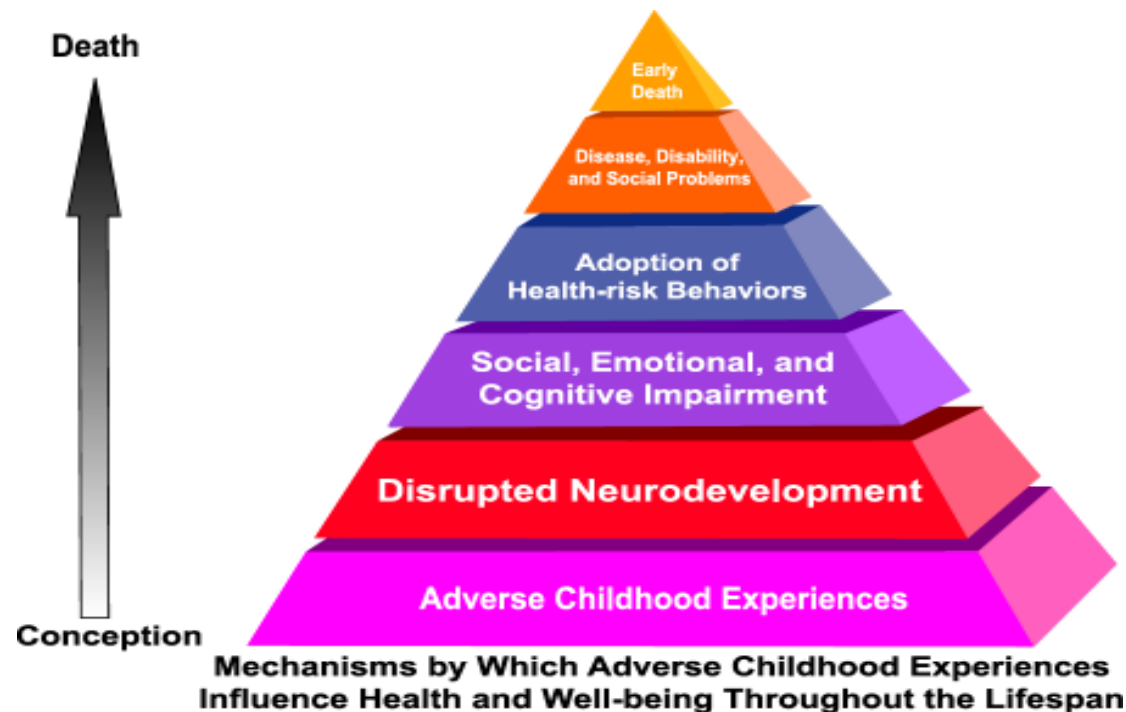 Death
Early
Death
Disease, Disability,
and Social Problems
Adoption of
Health-risk Behaviors
Social, Emotional, and
Cognitive Impairment
Disrupted Neurodevelopment
Adverse Childhood Experiences
Conception
Mechanisms by Which Adverse Childhood Experiences
Influence Health and Well-being Throughout the Lifespan